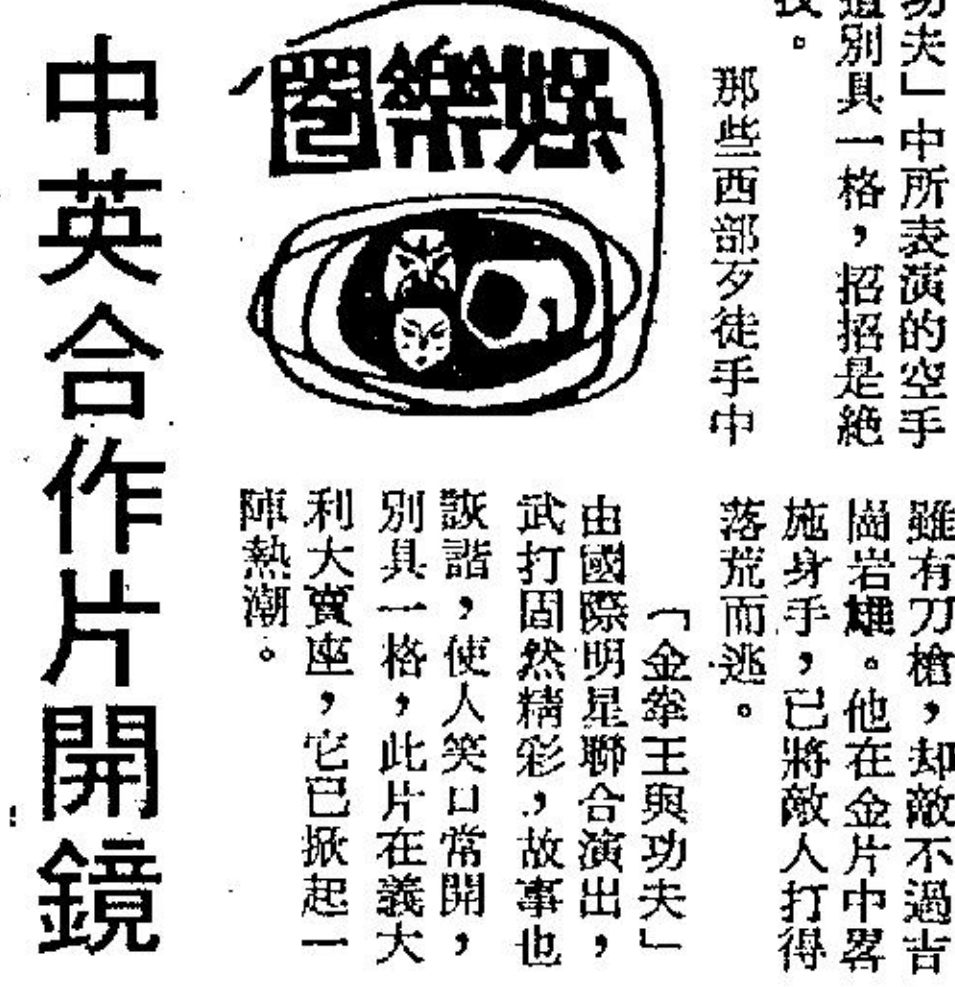 功夫」中所表演的空手
道別具一格，招招是絕
技。
那些西部歹徒手中
雖有刀槍，却敵不過吉
崗岩雄。他在金片中畧
施身手，已將敵人打得
落荒而逃。
「金拳王與功夫」
由國際明星聯合演出，
武打固然精彩，故事也
詼諧，使人笑口常開，
別具一格，此片在義大
利大賣座，它已掀起一
陣熱潮。
娛樂圈
中英合作片開鏡